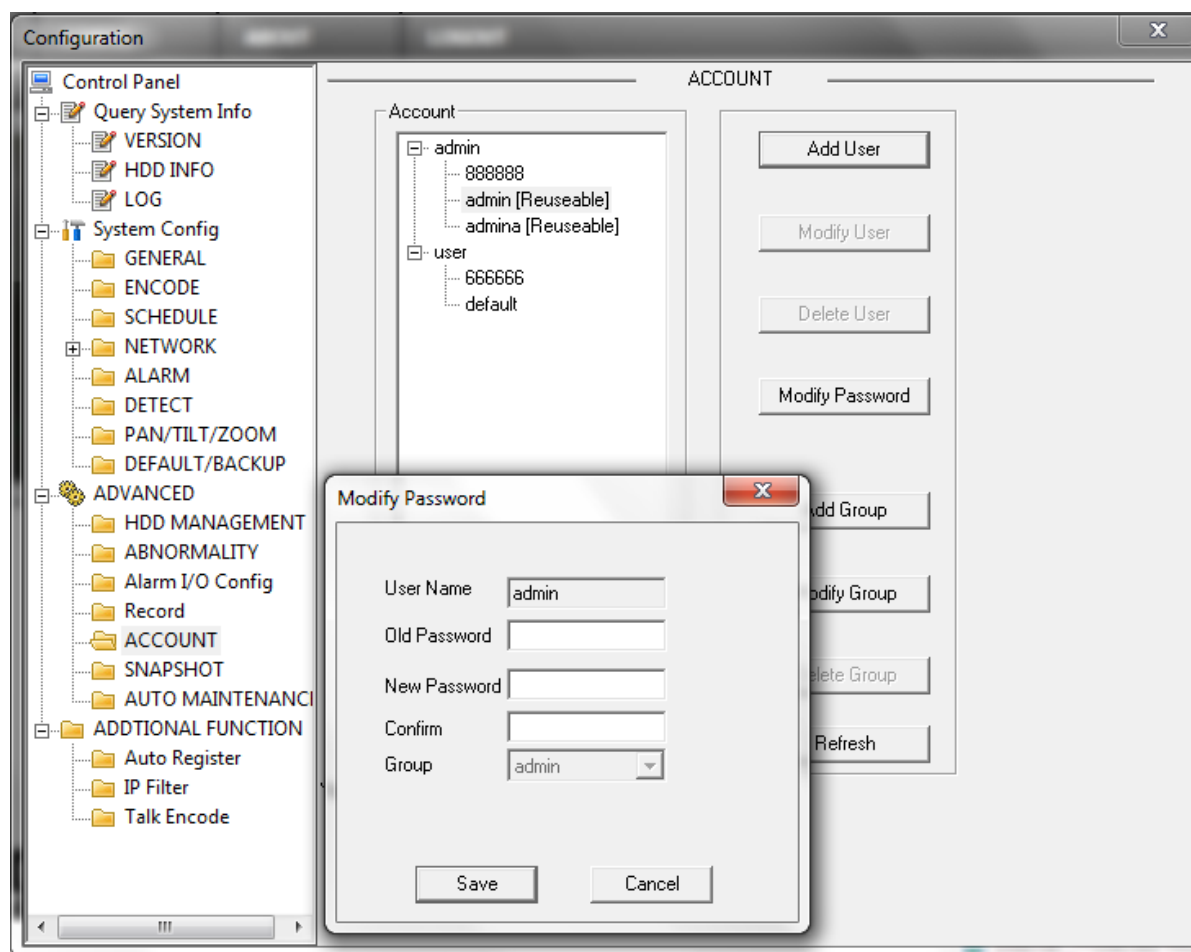 Configuration
Control Panel
Query System Info
VERSION
HDD INFO
LOG
System Config
GENERAL
ENCODE
SCHEDULE
NETWORK
ALARM
DETECT
PAN/TILT/ZOOM
DEFAULT/BACKUP
ADVANCED
HDD MANAGEMENT
ABNORMALITY
Alarm I/O Config
Record
ACCOUNT
SNAPSHOT
AUTO MAINTENANC
ADDTIONAL FUNCTION
Auto Register
IP Filter
Talk Encode
ACCOUNT
Account
admin
888888
admin [Reuseable]
admina [Reuseable]
user
666666
default
Add User
Modify User
Delete User
Modify Password
dd Group
odify Group
elete Group
Refresh
Modify Password
User Name
admin
Old Password
New Password
Confirm
Group
admin
Save
Cancel